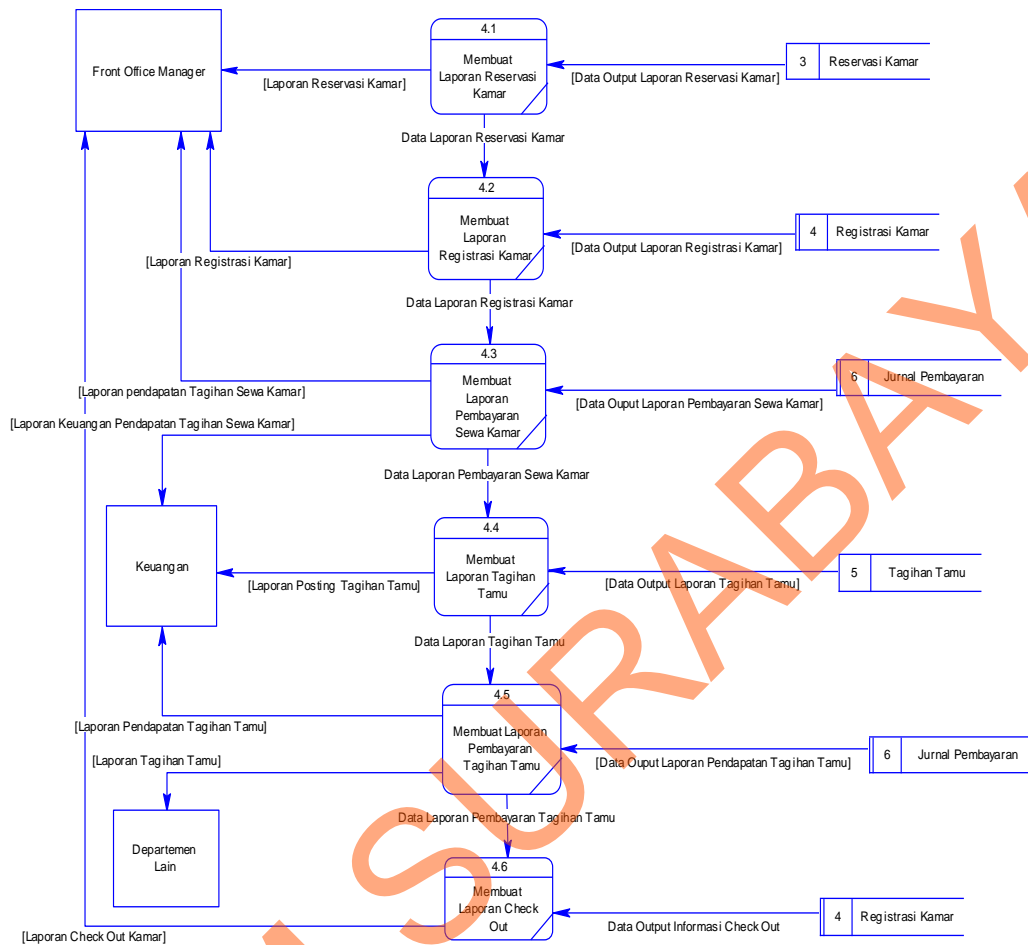 4.1
Membuat
Laporan Reservasi
Kamar
Front Office Manager
[Laporan Reservasi Kamar]
[Data Output Laporan Reservasi Kamar]
3 Reservasi Kamar
Data Laporan Reservasi Kamar
4.2
Membuat
Laporan
Registrasi Kamar
[Laporan Registrasi Kamar]
[Data Output Laporan Registrasi Kamar]
4 Registrasi Kamar
Data Laporan Registrasi Kamar
4.3
Membuat
Laporan
Pembayaran
Sewa Kamar
[Laporan pendapatan Tagihan Sewa Kamar]
[Data Ouput Laporan Pembayaran Sewa Kamar]
6 Jurnal Pembayaran
[Laporan Keuangan Pendapatan Tagihan Sewa Kamar]
Data Laporan Pembayaran Sewa Kamar
4.4
Membuat
Laporan Tagihan
Tamu
Keuangan
[Laporan Posting Tagihan Tamu]
[Data Output Laporan Tagihan Tamu]
5 Tagihan Tamu
Data Laporan Tagihan Tamu
4.5
Membuat Laporan
Pembayaran
Tagihan Tamu
[Laporan Pendapatan Tagihan Tamu]
[Data Ouput Laporan Pendapatan Tagihan Tamu]
6 Jurnal Pembayaran
[Laporan Tagihan Tamu]
Departemen
Lain
Data Laporan Pembayaran Tagihan Tamu
4.6
Membuat
Laporan Check
Out
[Laporan Check Out Kamar]
Data Output Informasi Check Out
4 Registrasi Kamar
SURABAYA